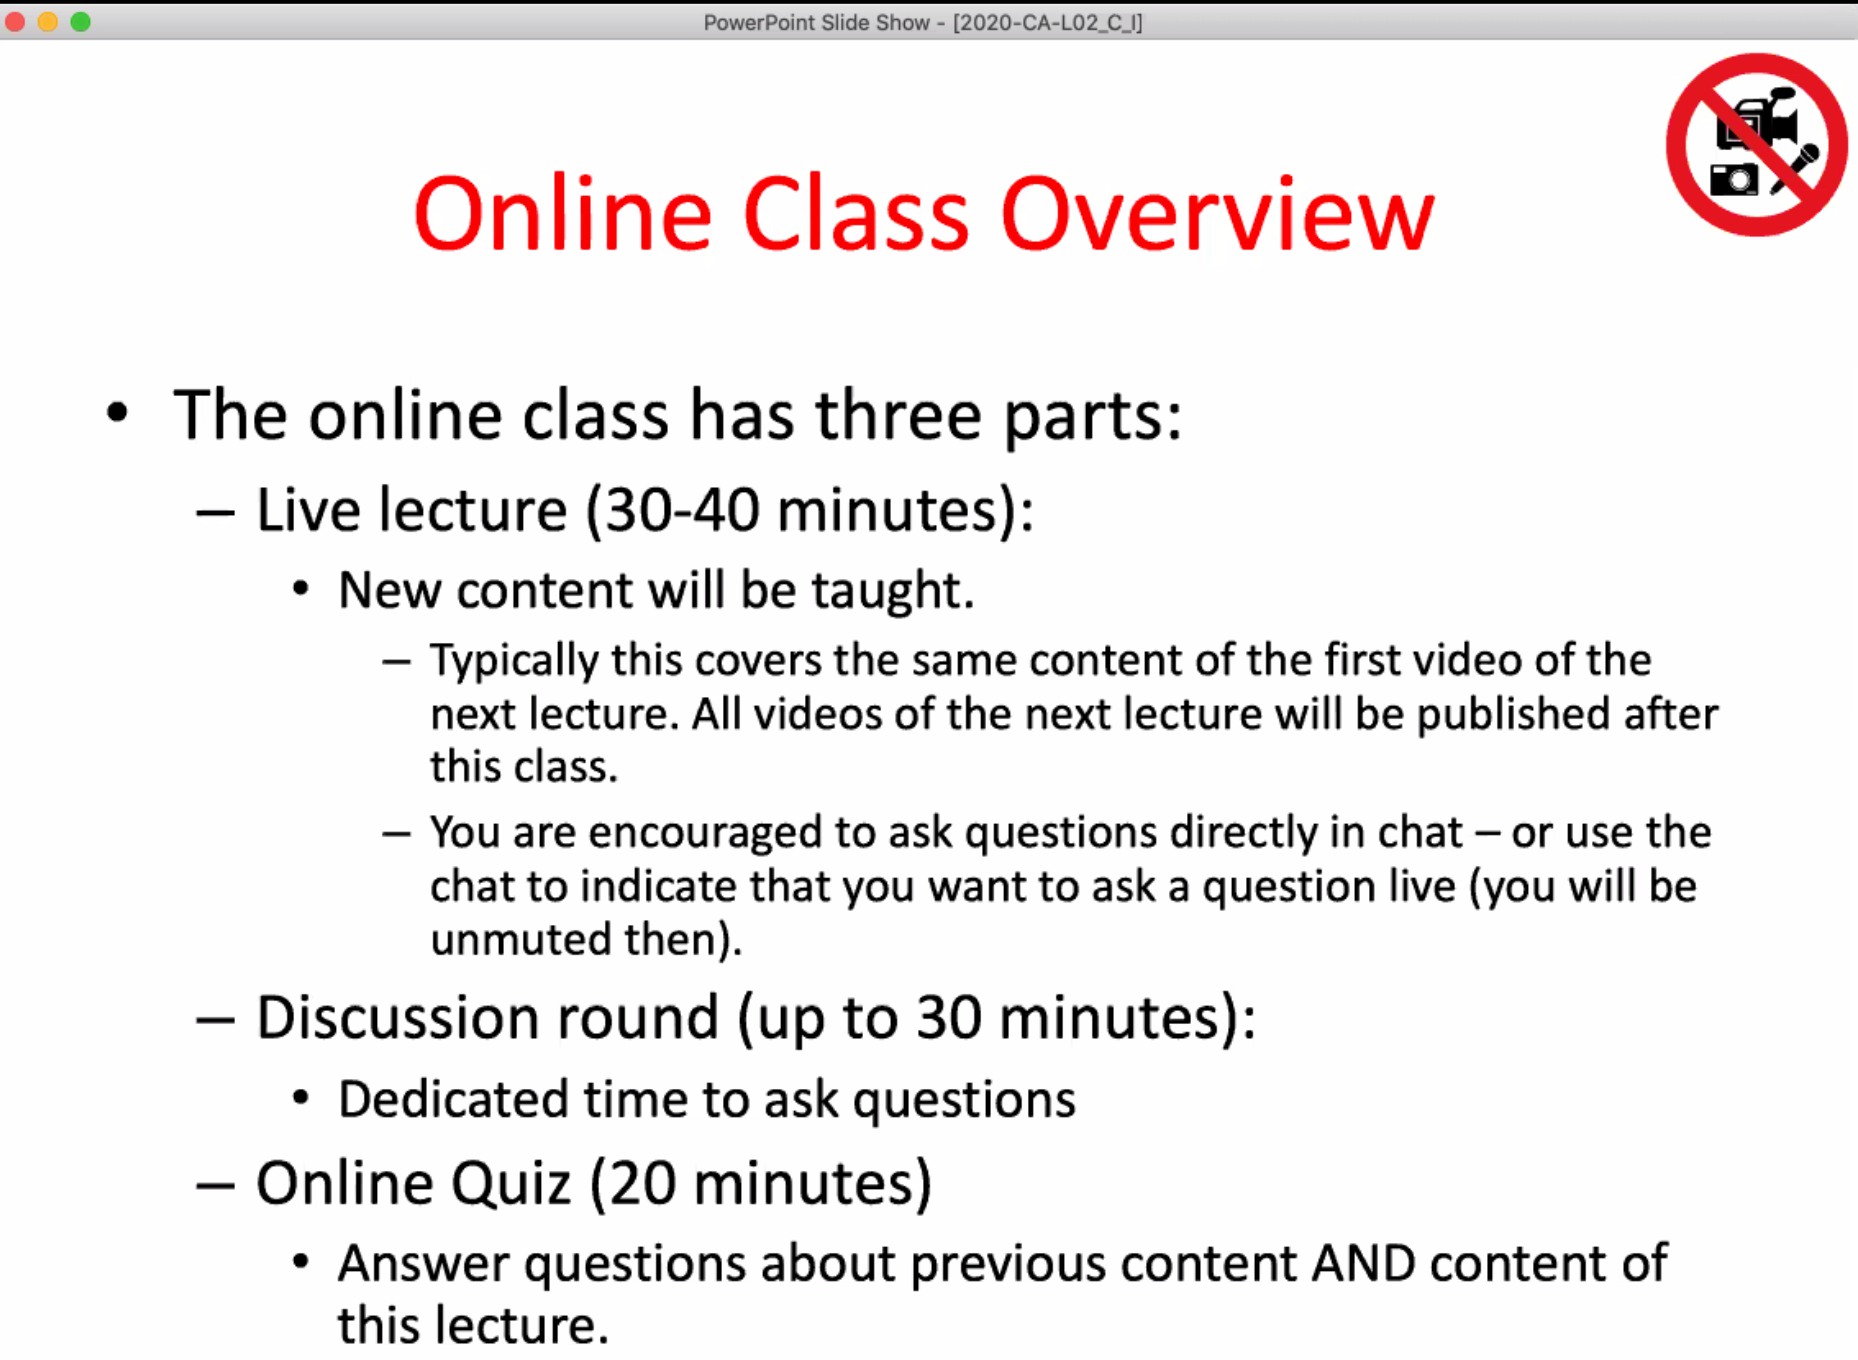 PowerPoint Slide Show - [2020-CA-L02_C_I]
Online Class Overview
• The online class has three parts:
– Live lecture (30-40 minutes):
• New content will be taught.
– Typically this covers the same content of the first video of the
next lecture. All videos of the next lecture will be published after
this class.
– You are encouraged to ask questions directly in chat – or use the
chat to indicate that you want to ask a question live (you will be
unmuted then).
– Discussion round (up to 30 minutes):
• Dedicated time to ask questions
– Online Quiz (20 minutes)
• Answer questions about previous content AND content of
this lecture.